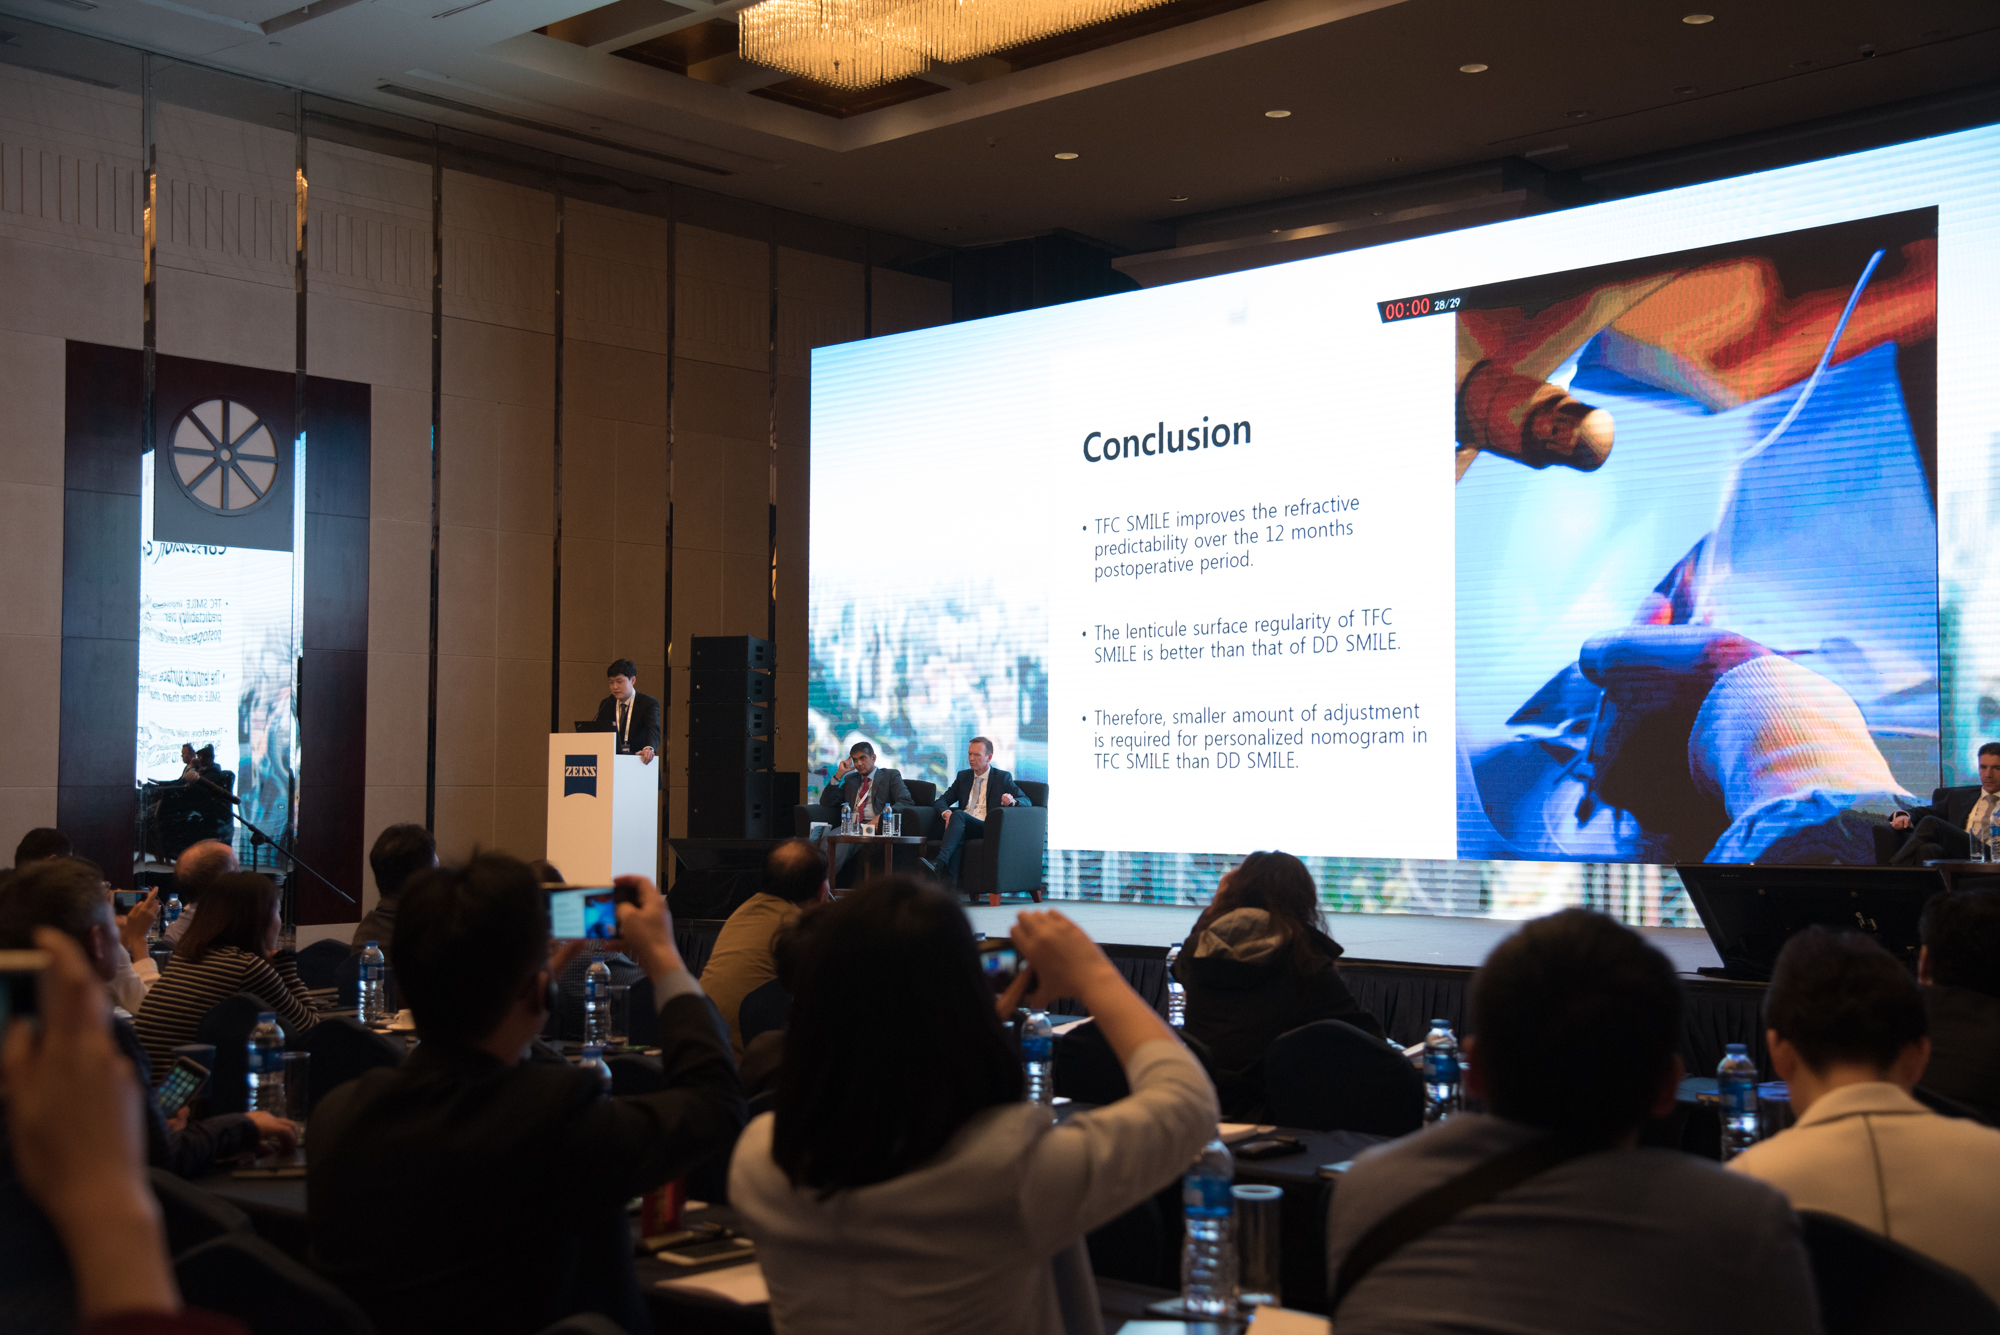 00:00 28/29
Conclusion
• TFC SMILE improves the refractive
predictability over the 12 months
postoperative period.
• The lenticule surface regularity of TFC
SMILE is better than that of DD SMILE.
• Therefore, smaller amount of adjustment
is required for personalized nomogram in
TFC SMILE than DD SMILE.
ZEISS